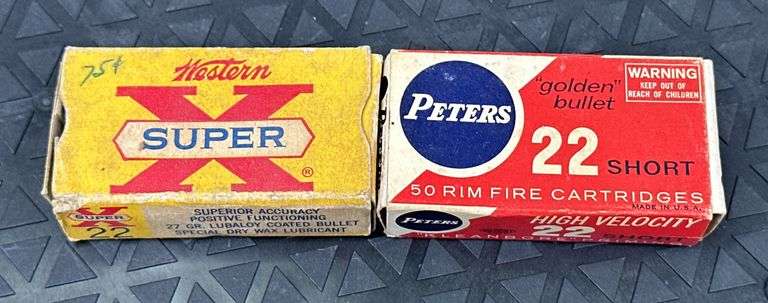 75¢
Western
SUPER X
®
SUPER X
22
SUPERIOR ACCURACY
POSITIVE FUNCTIONING
27 GR. LUBALOY COATED BULLET
SPECIAL DRY WAX LUBRICANT
PETERS
"golden"
bullet
WARNING
KEEP OUT OF
REACH OF CHILDREN
22 SHORT
50 RIM FIRE CARTRIDGES
MADE IN U.S.A.
PETERS
HIGH VELOCITY
22 SHORT